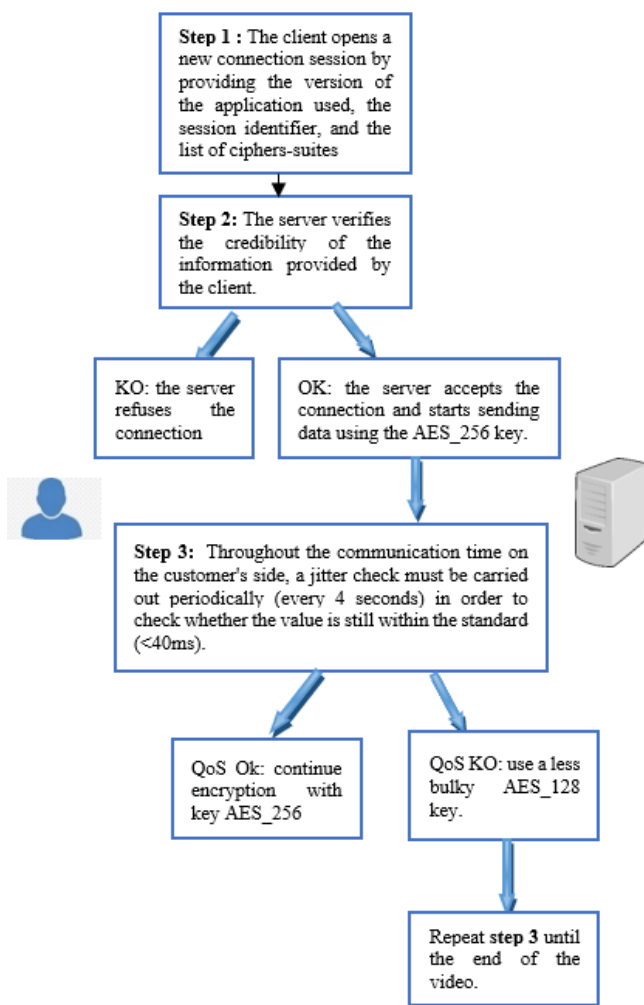 Step 1 : The client opens a
new connection session by
providing the version of
the application used, the
session identifier, and the
list of ciphers-suites
Step 2: The server verifies
the credibility of the
information provided by
the client.
KO: the server
refuses the
connection
OK: the server accepts the
connection and starts sending
data using the AES_256 key.
Step 3: Throughout the communication time on
the customer's side, a jitter check must be carried
out periodically (every 4 seconds) in order to
check whether the value is still within the standard
(<40ms).
QoS Ok: continue
encryption with
key AES_256
QoS KO: use a less
bulky AES_128
key.
Repeat step 3 until
the end of the
video.